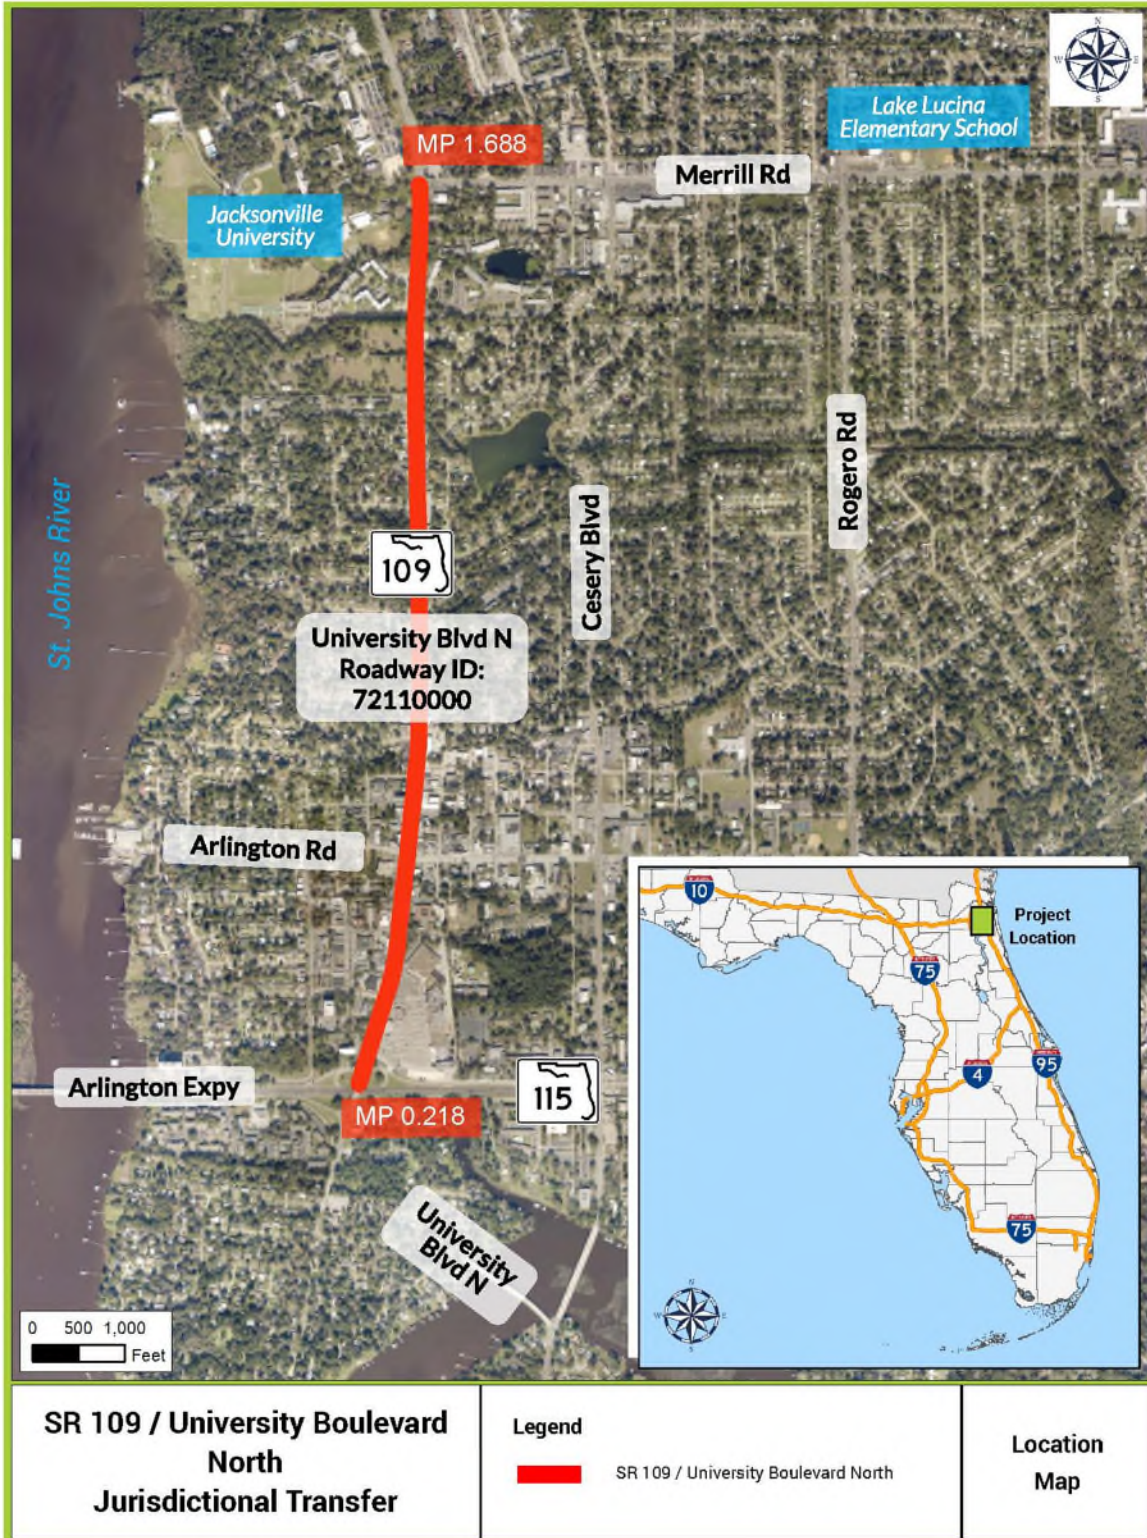 N
W
E
S
Lake Lucina
Elementary School
MP 1.688
Merrill Rd
Jacksonville
University
St. Johns River
Rogero Rd
Cesery Blvd
109
University Blvd N
Roadway ID:
72110000
Arlington Rd
Arlington Expy
115
MP 0.218
University
Blvd N
10
Project
Location
75
95
4
75
N
W
E
S
0 500 1,000
Feet
SR 109 / University Boulevard
North
Jurisdictional Transfer
Legend
SR 109 / University Boulevard North
Location
Map